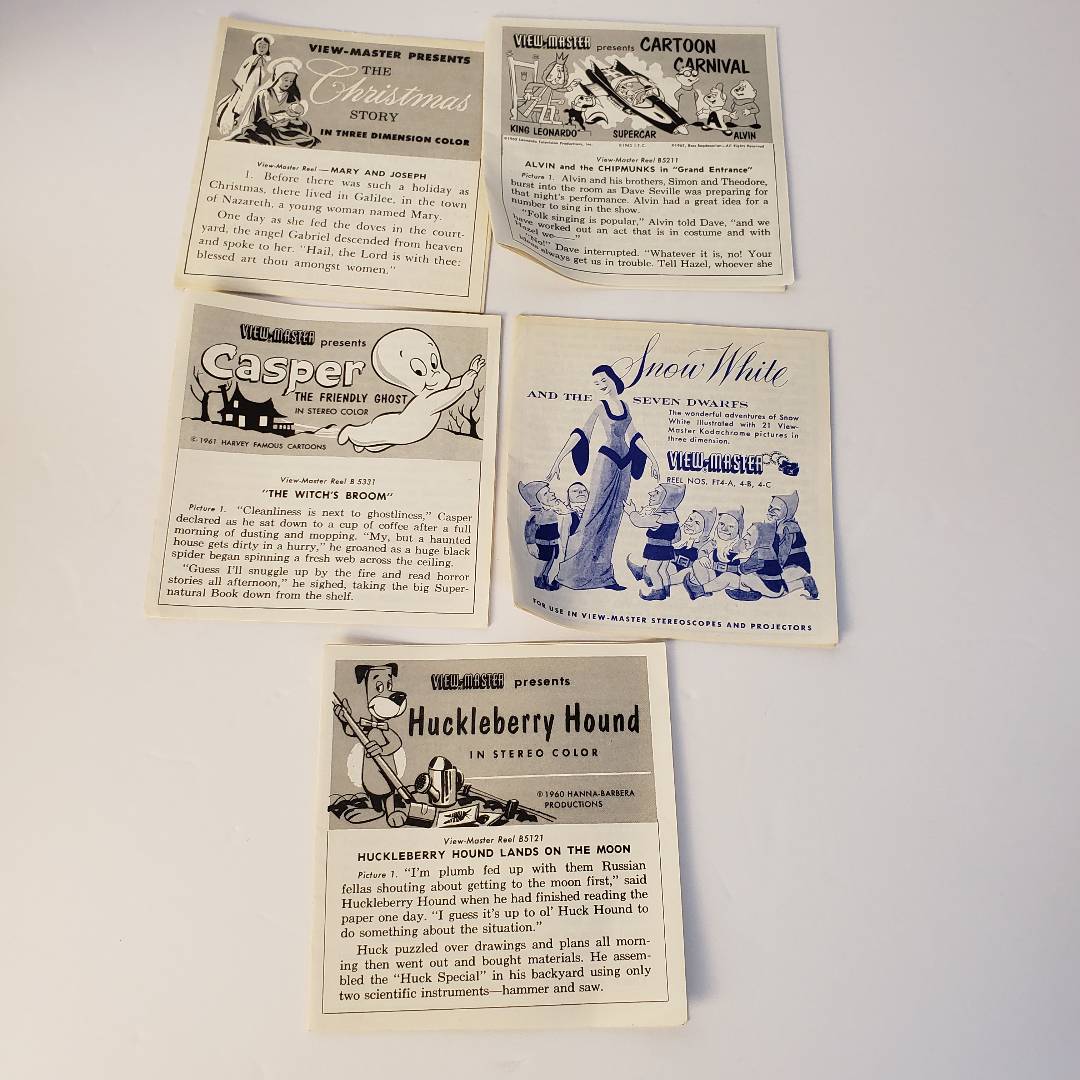 VIEW-MASTER PRESENTS
THE
Christmas
STORY
IN THREE DIMENSION COLOR
View-Master Reel — MARY AND JOSEPH
1. Before there was such a holiday as
Christmas, there lived in Galilee, in the town
of Nazareth, a young woman named Mary.
One day as she fed the doves in the court-
yard, the angel Gabriel descended from heaven
and spoke to her. "Hail, the Lord is with thee:
blessed art thou amongst women."
VIEW-MASTER presents CARTOON
CARNIVAL
KING LEONARDO SUPERCAR ALVIN
Leonardo Television Productions, Inc. I.T.C. Ross Bagdasarian—All Rights Reserved
View-Master Reel B5211
ALVIN and the CHIPMUNKS in "Grand Entrance"
Picture 1. Alvin and his brothers, Simon and Theodore,
burst into the room as Dave Seville was preparing for
that night's performance. Alvin had a great idea for a
number to sing in the show.
"Folk singing is popular," Alvin told Dave, "and we
have worked out an act that is in costume and with
Hazel we——"
"No!" Dave interrupted. "Whatever it is, no! Your
ideas always get us in trouble. Tell Hazel, whoever she
VIEW-MASTER presents
Casper
THE FRIENDLY GHOST
IN STEREO COLOR
© 1961 HARVEY FAMOUS CARTOONS
View-Master Reel B 5331
"THE WITCH'S BROOM"
Picture 1. "Cleanliness is next to ghostliness," Casper
declared as he sat down to a cup of coffee after a full
morning of dusting and mopping. "My, but a haunted
house gets dirty in a hurry," he groaned as a huge black
spider began spinning a fresh web across the ceiling.
"Guess I'll snuggle up by the fire and read horror
stories all afternoon," he sighed, taking the big Super-
natural Book down from the shelf.
Snow White
AND THE SEVEN DWARFS
The wonderful adventures of Snow
White illustrated with 21 View-
Master Kodachrome pictures in
three dimension.
VIEW-MASTER
REEL NOS. FT4-A, 4-B, 4-C
FOR USE IN VIEW-MASTER STEREOSCOPES AND PROJECTORS
VIEW-MASTER presents
Huckleberry Hound
IN STEREO COLOR
© 1960 HANNA-BARBERA
PRODUCTIONS
View-Master Reel B5121
HUCKLEBERRY HOUND LANDS ON THE MOON
Picture 1. "I'm plumb fed up with them Russian
fellas shouting about getting to the moon first," said
Huckleberry Hound when he had finished reading the
paper one day. "I guess it's up to ol' Huck Hound to
do something about the situation."
Huck puzzled over drawings and plans all morn-
ing then went out and bought materials. He assem-
bled the "Huck Special" in his backyard using only
two scientific instruments—hammer and saw.